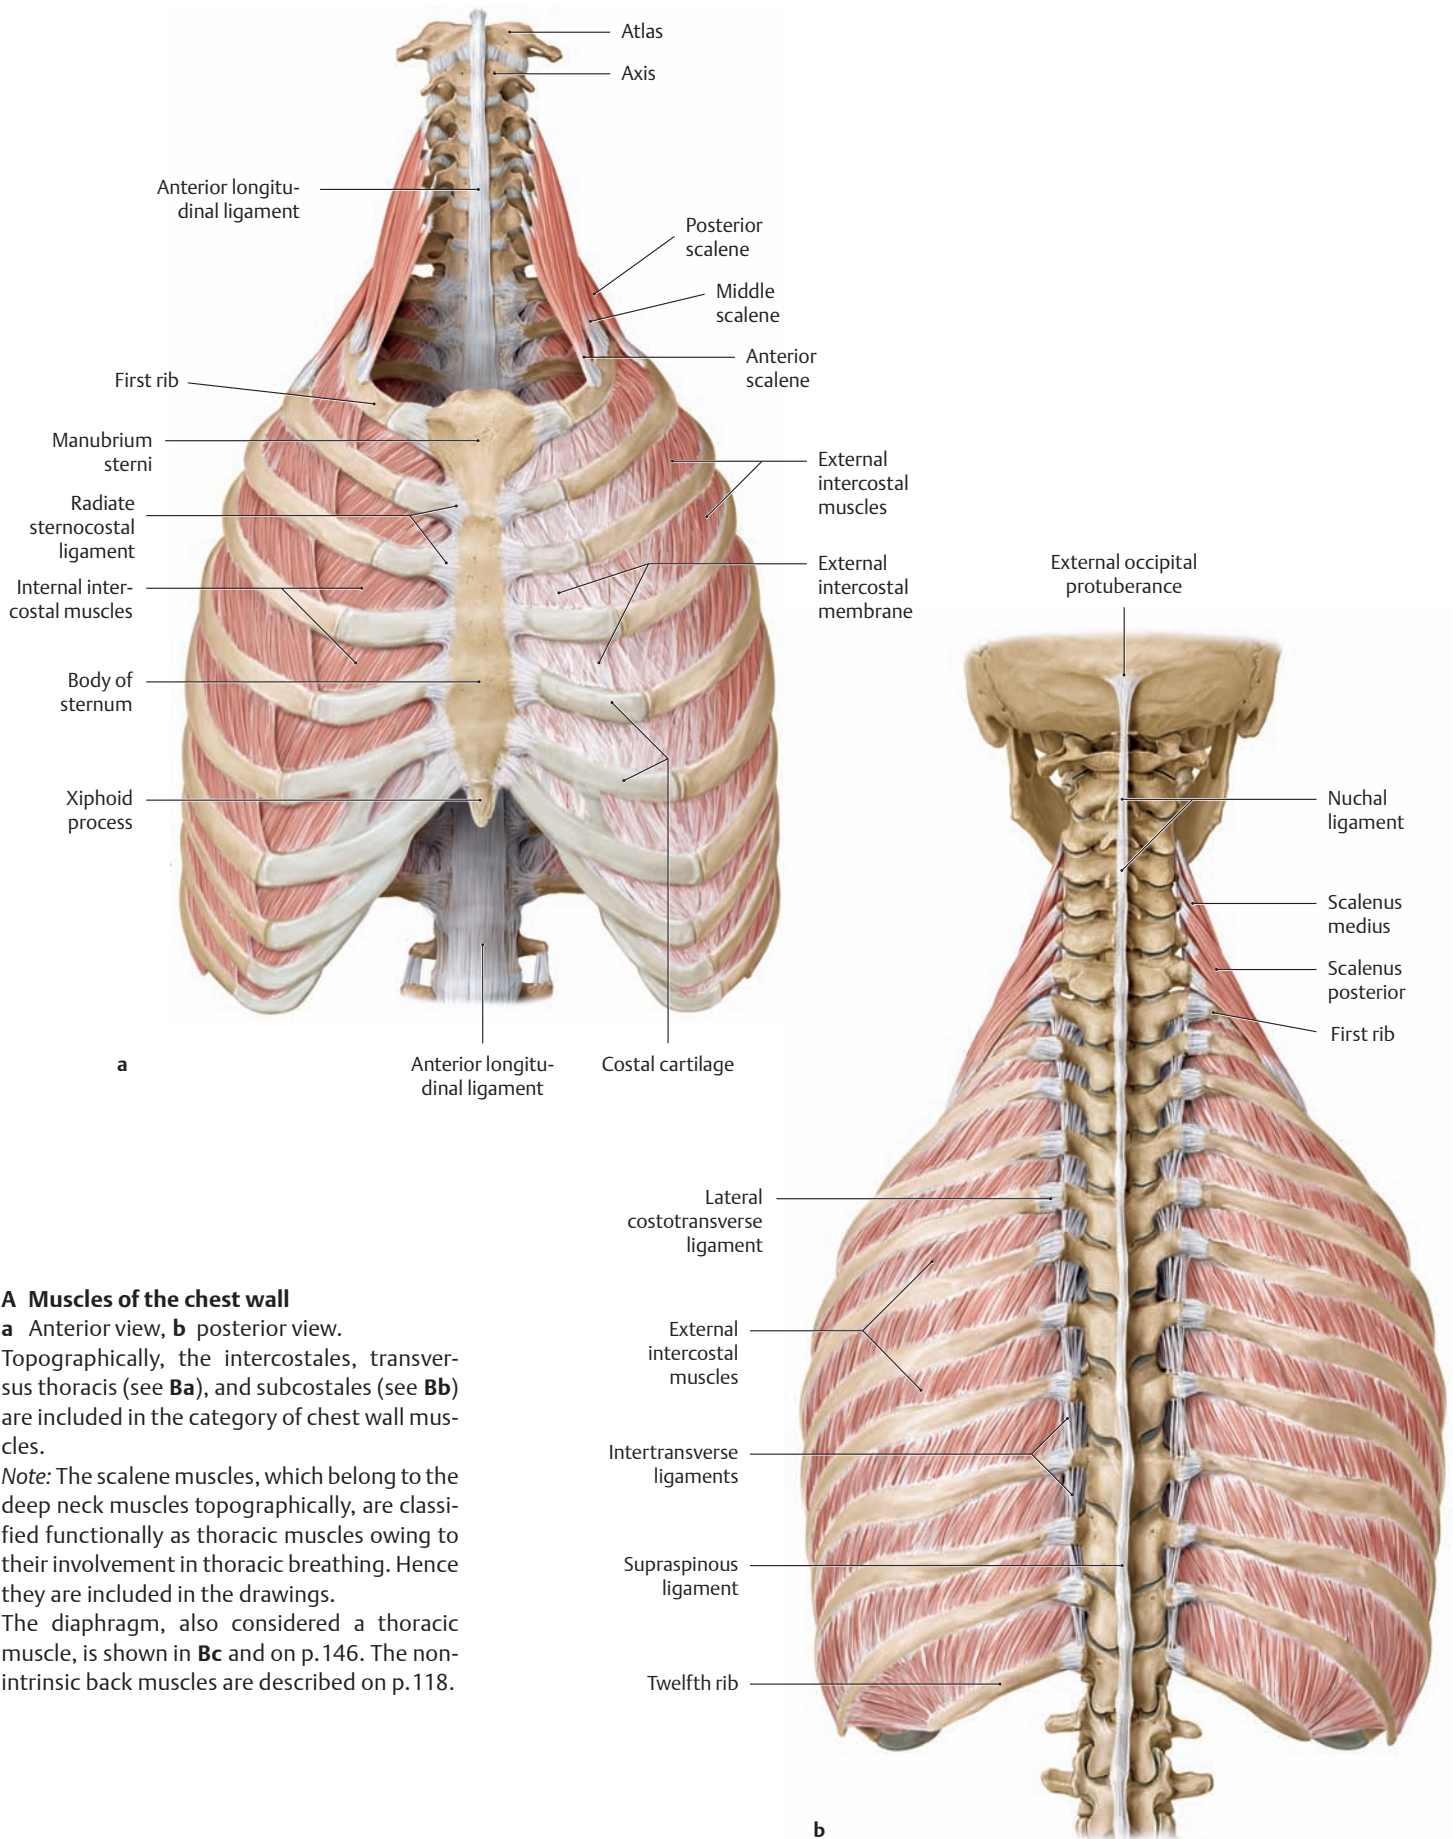 Atlas
Axis
Anterior longitu-
dinal ligament
Posterior
scalene
Middle
scalene
Anterior
scalene
First rib
Manubrium
sterni
Radiate
sternocostal
ligament
Internal inter-
costal muscles
Body of
sternum
Xiphoid
process
External
intercostal
muscles
External
intercostal
membrane
a
Anterior longitu-
dinal ligament
Costal cartilage
External occipital
protuberance
Nuchal
ligament
Scalenus
medius
Scalenus
posterior
First rib
Lateral
costotransverse
ligament
External
intercostal
muscles
Intertransverse
ligaments
Supraspinous
ligament
Twelfth rib
b
A Muscles of the chest wall
a Anterior view, b posterior view.
Topographically, the intercostales, transver-
sus thoracis (see Ba), and subcostales (see Bb)
are included in the category of chest wall mus-
cles.
Note: The scalene muscles, which belong to the
deep neck muscles topographically, are classi-
fied functionally as thoracic muscles owing to
their involvement in thoracic breathing. Hence
they are included in the drawings.
The diaphragm, also considered a thoracic
muscle, is shown in Bc and on p.146. The non-
intrinsic back muscles are described on p.118.